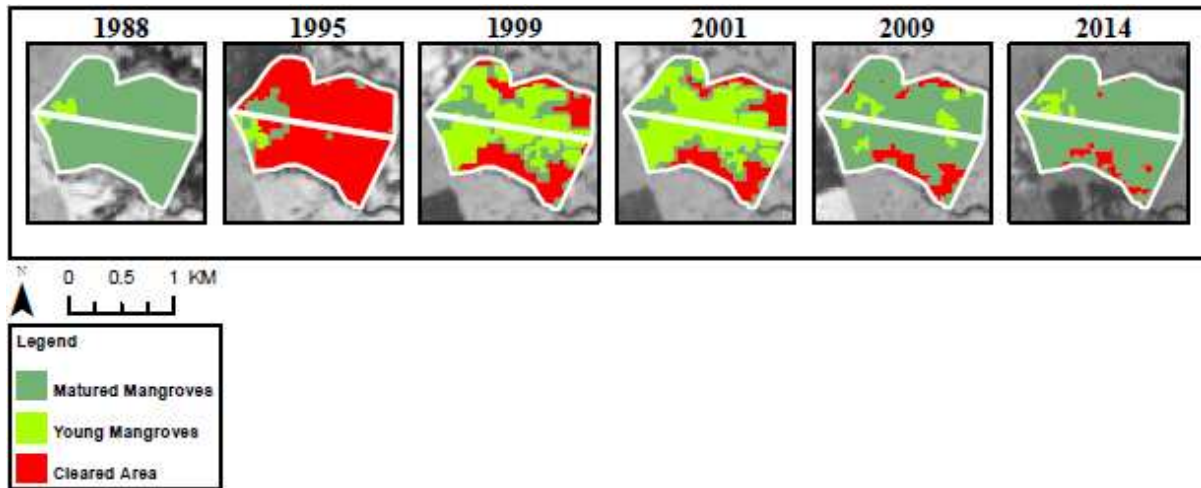 1988 1995 1999 2001 2009 2014
N
0 0.5 1 KM
Legend
Matured Mangroves
Young Mangroves
Cleared Area